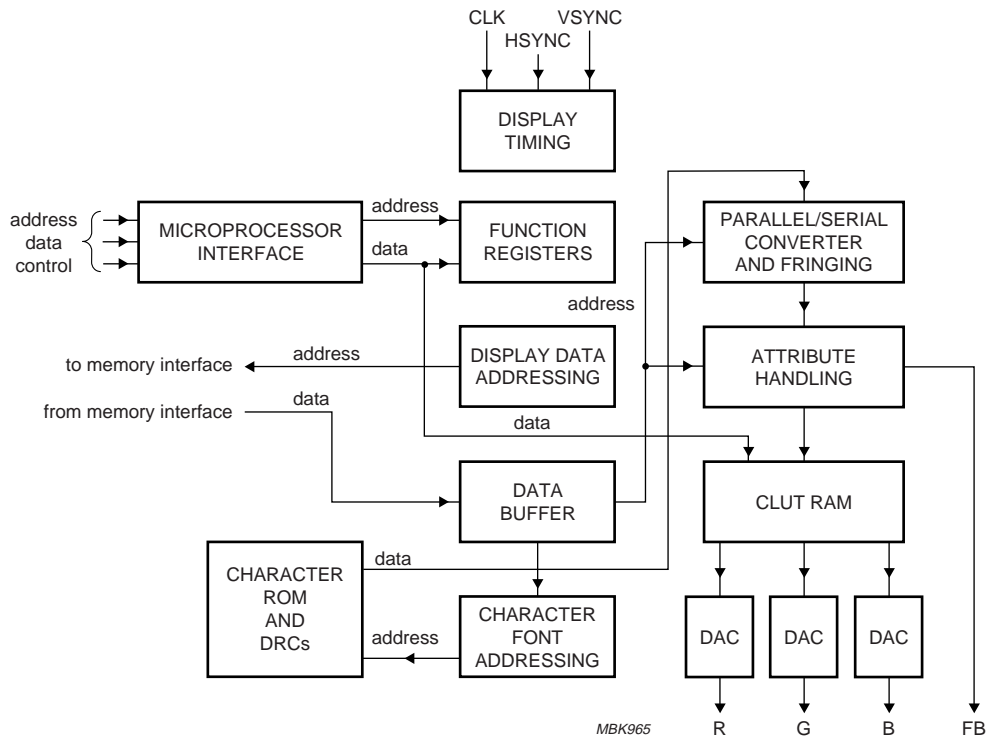 CLK
VSYNC
HSYNC
DISPLAY
TIMING
address
data
control
MICROPROCESSOR
INTERFACE
address
data
FUNCTION
REGISTERS
PARALLEL/SERIAL
CONVERTER
AND FRINGING
address
to memory interface
address
DISPLAY DATA
ADDRESSING
ATTRIBUTE
HANDLING
from memory interface
data
data
DATA
BUFFER
CLUT RAM
CHARACTER
ROM
AND
DRCs
data
address
CHARACTER
FONT
ADDRESSING
DAC
DAC
DAC
MBK965
R
G
B
FB